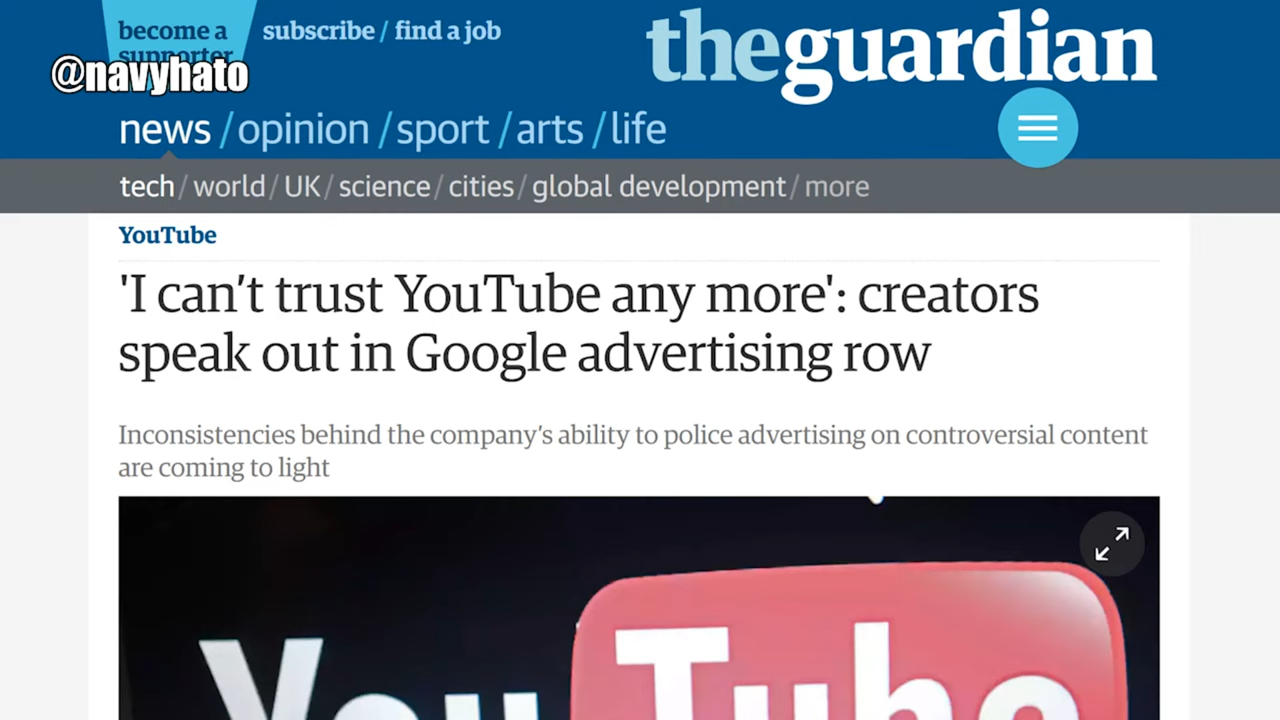 become a
supporter
subscribe / find a job
theguardian
@navyhato
news / opinion / sport / arts / life
tech / world / UK / science / cities / global development / more
YouTube
'I can't trust YouTube any more': creators
speak out in Google advertising row
Inconsistencies behind the company's ability to police advertising on controversial content
are coming to light
YouTube